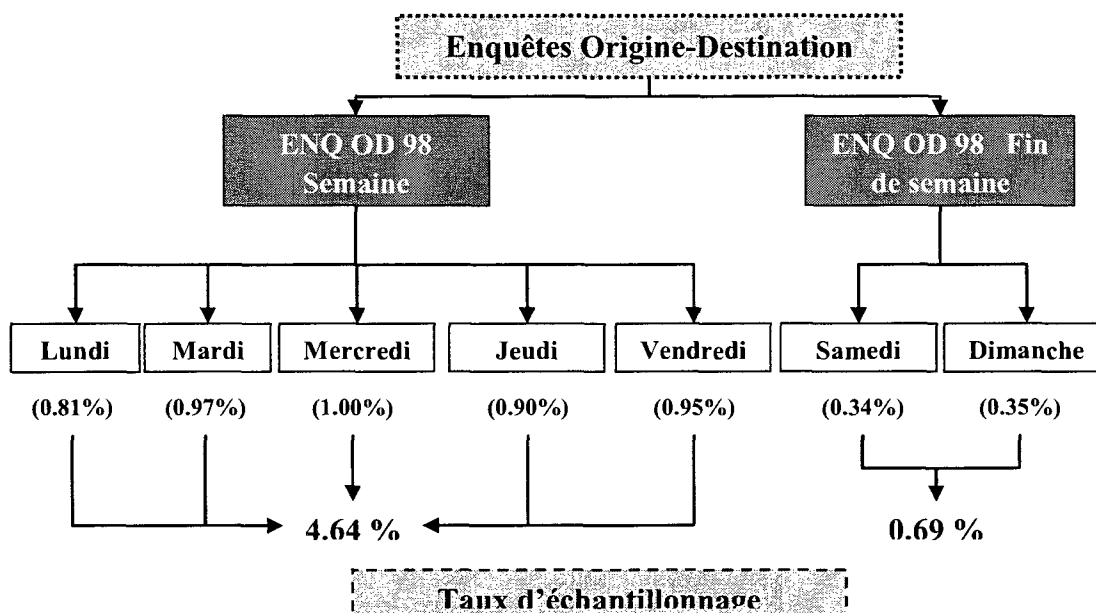 Enquêtes Origine-Destination
ENQ OD 98
Semaine
ENQ OD 98 Fin
de semaine
Lundi
Mardi
Mercredi
Jeudi
Vendredi
Samedi
Dimanche
(0.81%)
(0.97%)
(1.00%)
(0.90%)
(0.95%)
(0.34%)
(0.35%)
4.64 %
0.69 %
Taux d'échantillonnage